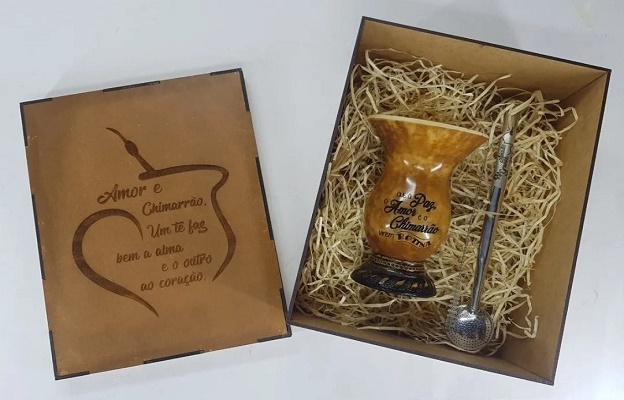 Amor e
Chimarrão,
Um te faz
bem a alma
e o outro
ao coração.
Paz,
o Amor e o
Chimarrão